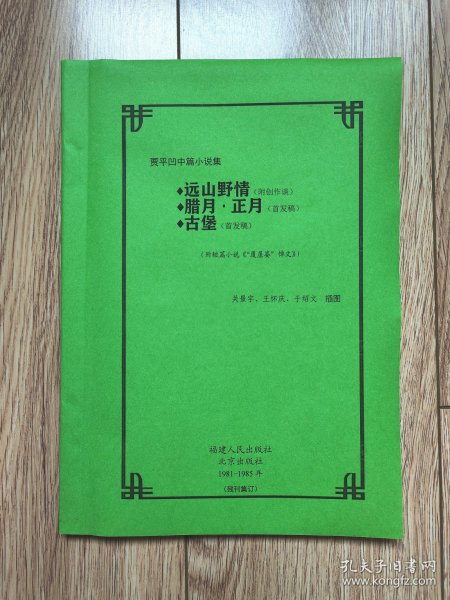 贾平凹中篇小说集
◆远山野情（附创作谈）
◆腊月·正月（首发稿）
◆古堡（首发稿）
（附短篇小说《“厦屋婆”悼文》）
关景宇、王怀庆、于绍文 插图
福建人民出版社
北京出版社
1981-1985年
（报刊集订）
孔夫子旧书网
www.kongfz.com